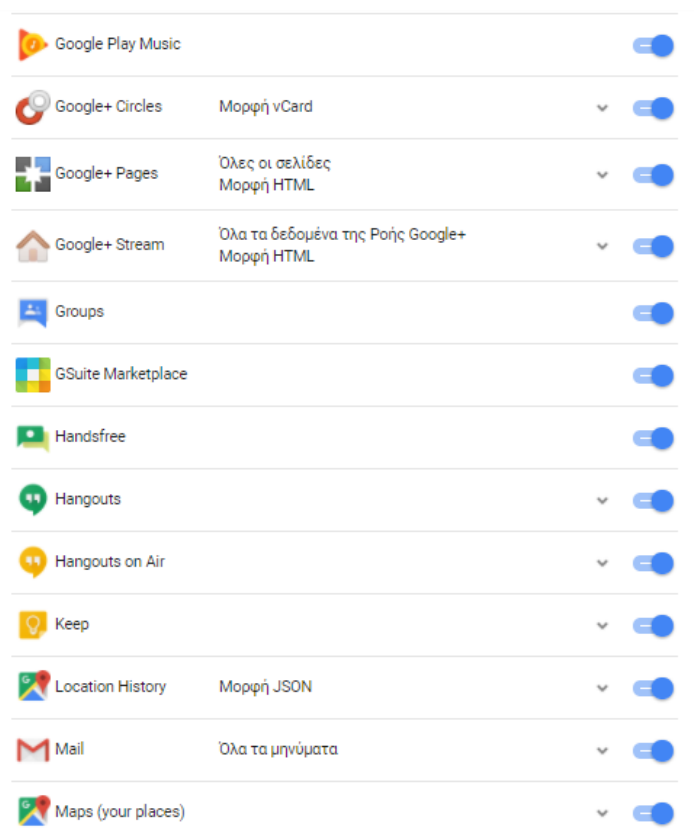 Google Play Music
Google+ Circles Μορφή vCard
Google+ Pages Όλες οι σελίδες
Μορφή HTML
Google+ Stream Όλα τα δεδομένα της Ροής Google+
Μορφή HTML
Groups
GSuite Marketplace
Handsfree
Hangouts
Hangouts on Air
Keep
Location History Μορφή JSON
Mail Όλα τα μηνύματα
Maps (your places)